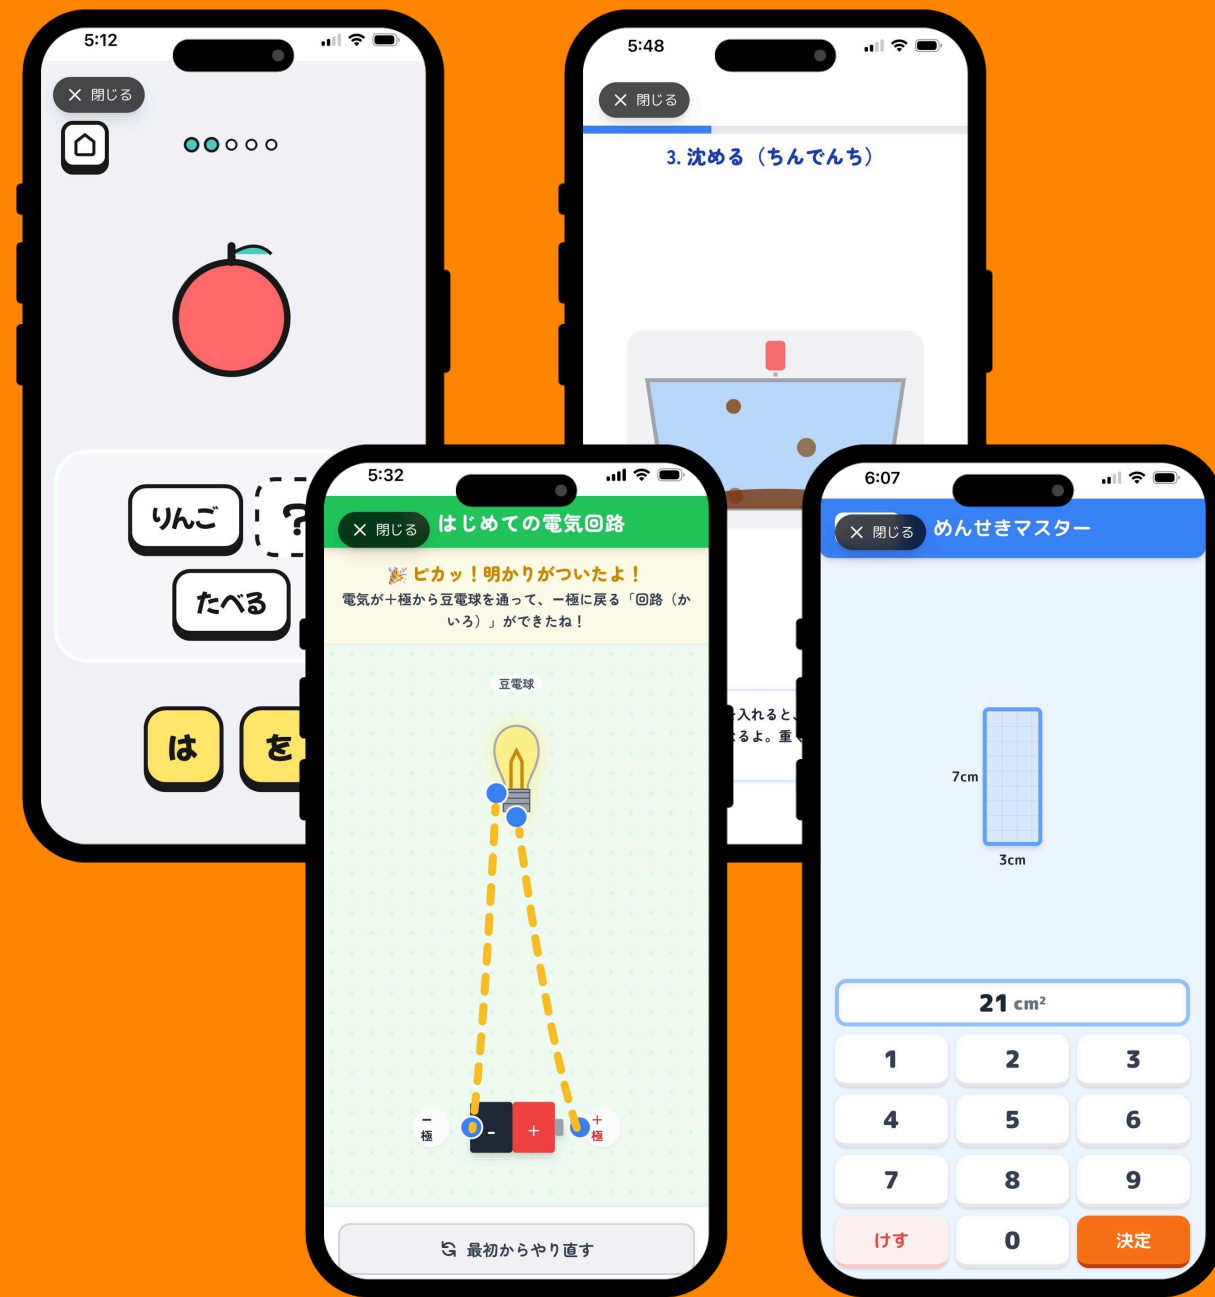 5:12
閉じる
りんご
?
たべる
は
を
5:48
閉じる
3. 沈める（ちんでんち）
入れると、
るよ。重
5:32
閉じる
はじめての電気回路
🎉 ピカッ！明かりがついたよ！
電気が＋極から豆電球を通って、ー極に戻る「回路（か
いろ）」ができたね！
豆電球
−
極
-
+
＋
極
最初からやり直す
6:07
閉じる
めんせきマスター
7cm
3cm
21 cm²
1 2 3
4 5 6
7 8 9
けす 0 決定